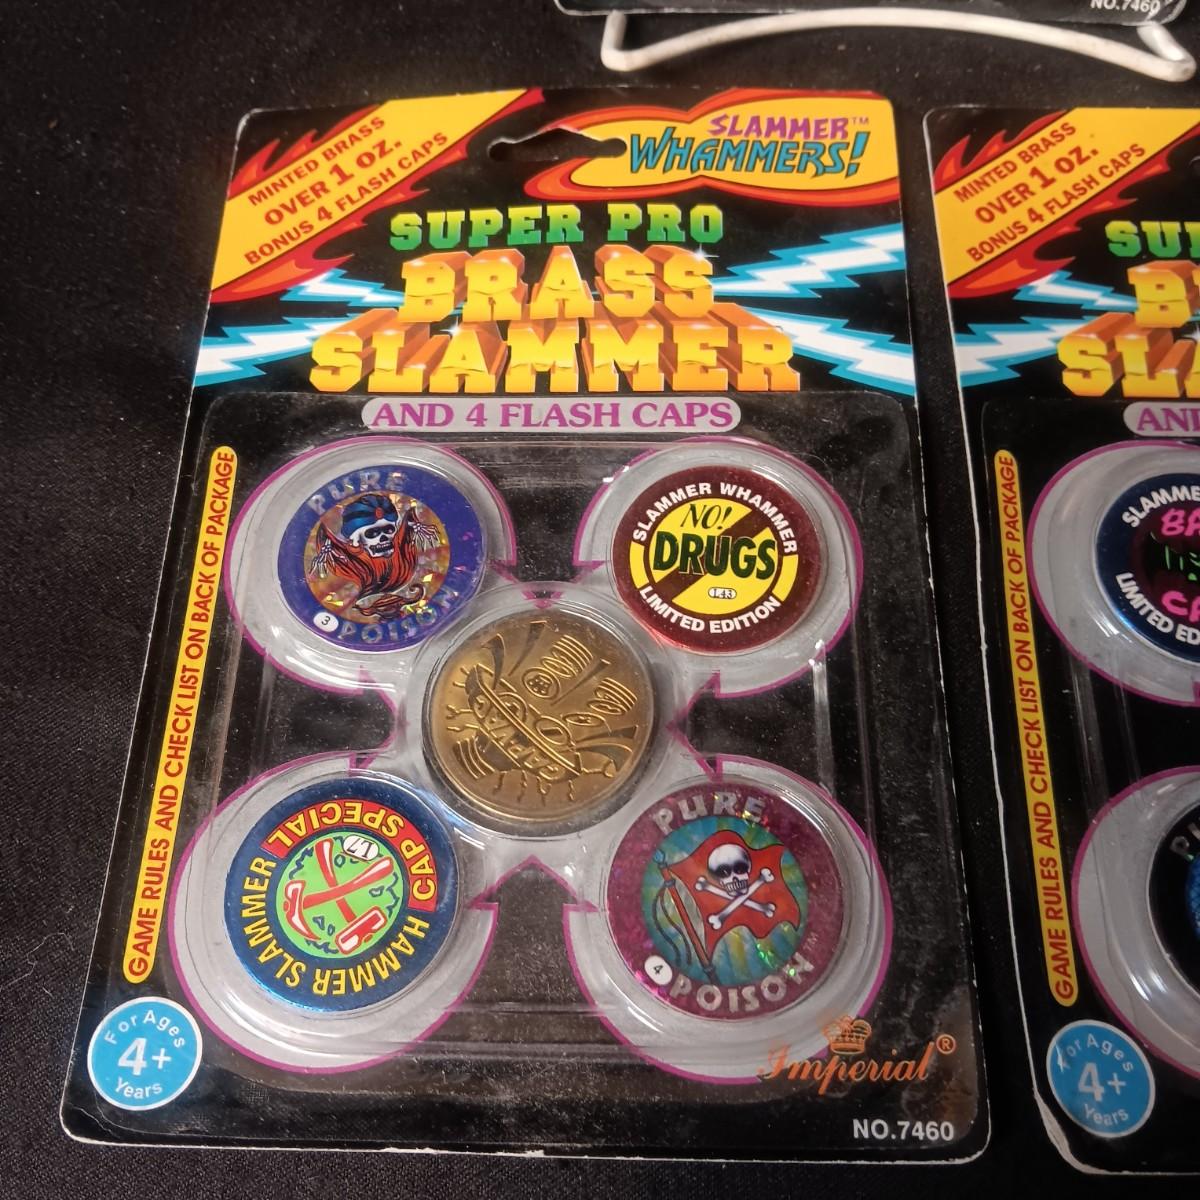 NO.7460
MINTED BRASS
OVER 1 OZ.
BONUS 4 FLASH CAPS
SLAMMER™
WHAMMERS!
SUPER PRO
BRASS
SLAMMER
AND 4 FLASH CAPS
GAME RULES AND CHECK LIST ON BACK OF PACKAGE
PURE
3 POISON
SLAMMER WHAMMER
NO!
DRUGS
L43
LIMITED EDITION
CAP SPECIAL
L7
HAMMER SLAMMER
PURE
4 POISON™
For Ages
4+
Years
Imperial®
NO.7460
MINTED BRASS
OVER 1 OZ.
BONUS 4 FLASH CAPS
GAME RULES AND CHECK LIST ON BACK OF PACKAGE
LIMITED ED
For Ages
4+
Years